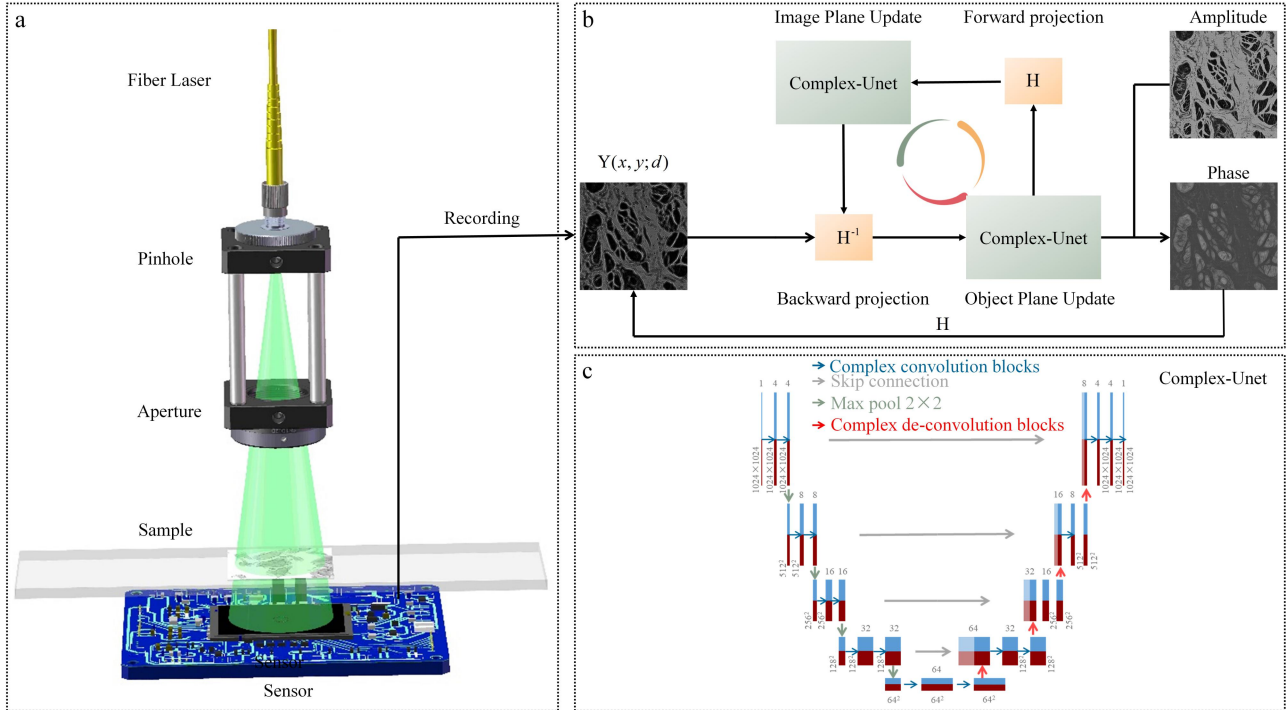 a
Fiber Laser
Pinhole
Aperture
Sample
Sensor
Sensor
Recording
b
Image Plane Update
Forward projection
Amplitude
Complex-Unet
H
Y(x, y;d)
Phase
H⁻¹
Complex-Unet
Backward projection
Object Plane Update
H
c
Complex convolution blocks
Skip connection
Max pool 2×2
Complex de-convolution blocks
Complex-Unet
1 4 4
8 4 4 1
1024×1024
1024×1024
1024×1024
1024×1024
1024×1024
8 8
16 8
512²
512²
512²
512²
16 16
32 16
256²
256²
256²
256²
32 32
64 32
128²
128²
128²
128²
128²
64
64²
64²
64²